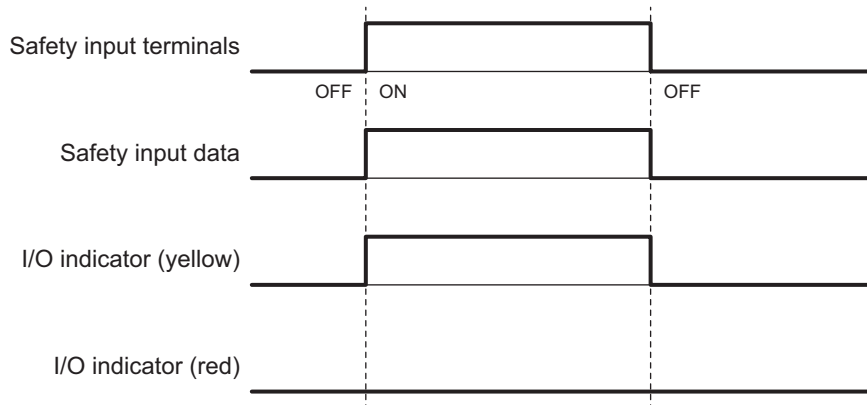 Safety input terminals
OFF ON OFF
Safety input data
I/O indicator (yellow)
I/O indicator (red)